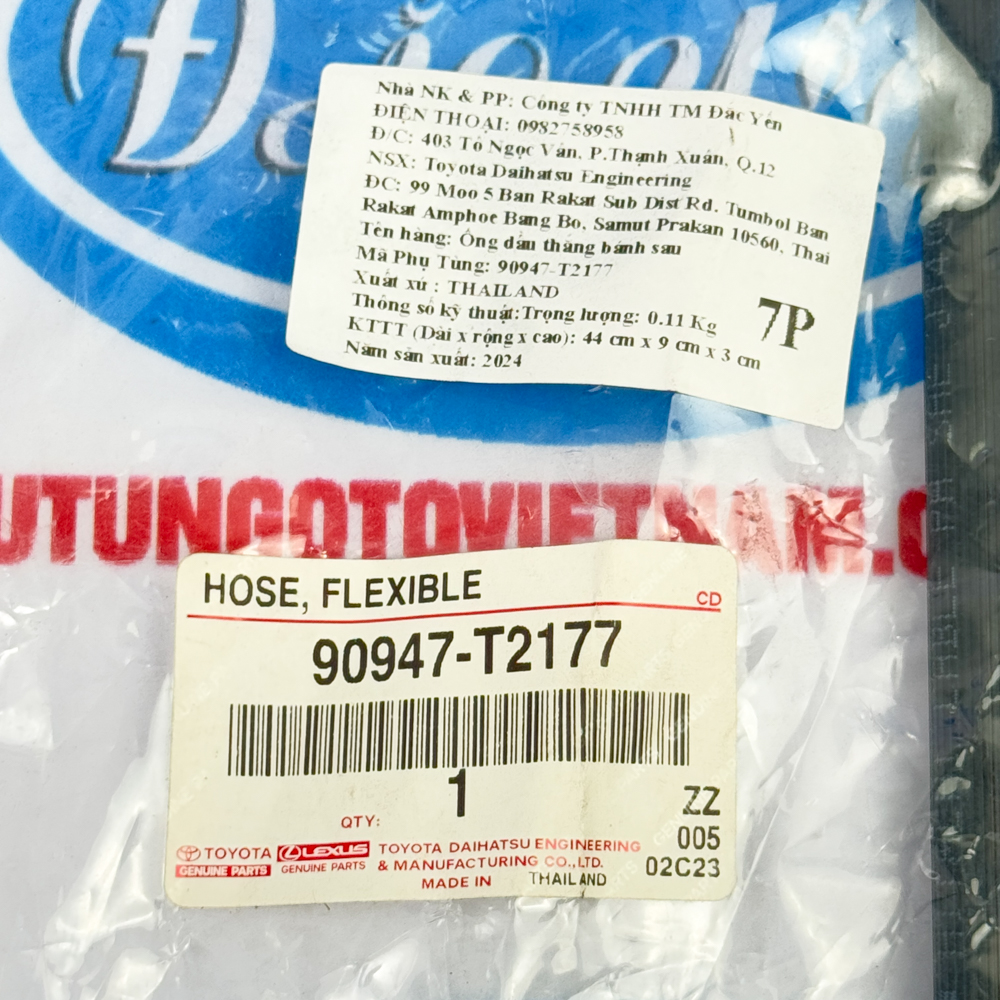 Nhà NK & PP: Công ty TNHH TM Đắc Yến
ĐIỆN THOẠI: 0982758958
Đ/C: 403 Tô Ngọc Vân, P.Thạnh Xuân, Q.12
NSX: Toyota Daihatsu Engineering
ĐC: 99 Moo 5 Ban Rakat Sub Dist Rd. Tumbol Ban
Rakat Amphoe Bang Bo, Samut Prakan 10560, Thai
Tên hàng: Ống dầu thắng bánh sau
Mã Phụ Tùng: 90947-T2177
Xuất xứ : THAILAND
Thông số kỹ thuật:Trọng lượng: 0.11 Kg
KTTT (Dài x rộng x cao): 44 cm x 9 cm x 3 cm
Năm sản xuất: 2024
7P
UTUNGOTOVIETNAM.C
HOSE, FLEXIBLE
CD
90947-T2177
1
QTY:
ZZ
005
02C23
TOYOTA
GENUINE PARTS
LEXUS
GENUINE PARTS
TOYOTA DAIHATSU ENGINEERING
& MANUFACTURING CO.,LTD.
MADE IN THAILAND